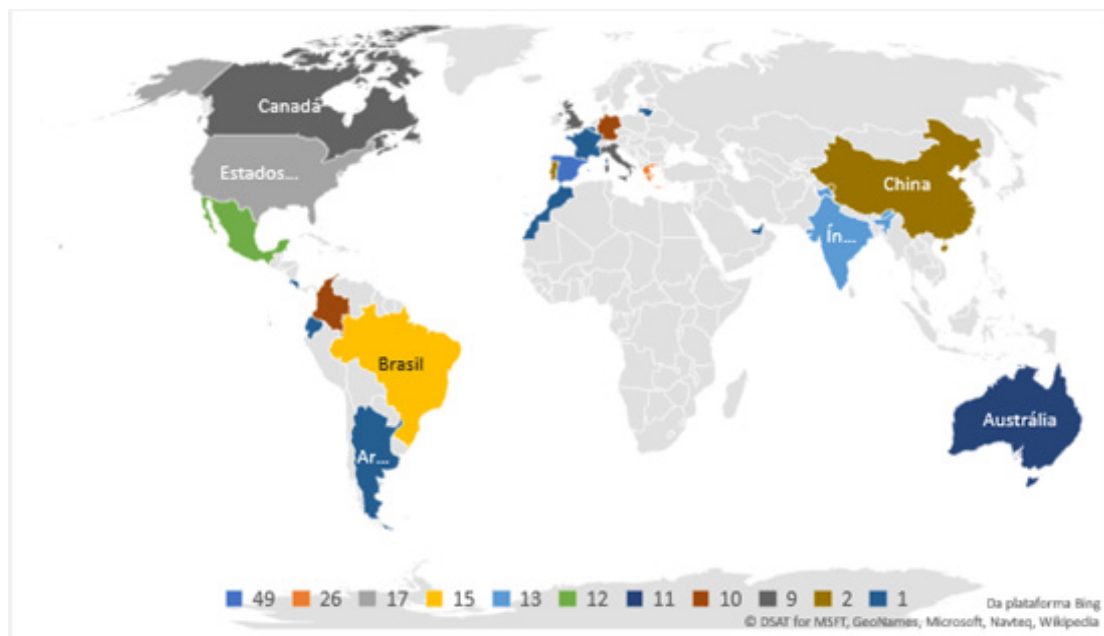 Canadá
Estados...
China
Ín...
Brasil
Austrália
Ar...
49 26 17 15 13 12 11 10 9 2 1
Da plataforma Bing
© DSAT for MSFT, GeoNames; Microsoft, Navteq, Wikipedia